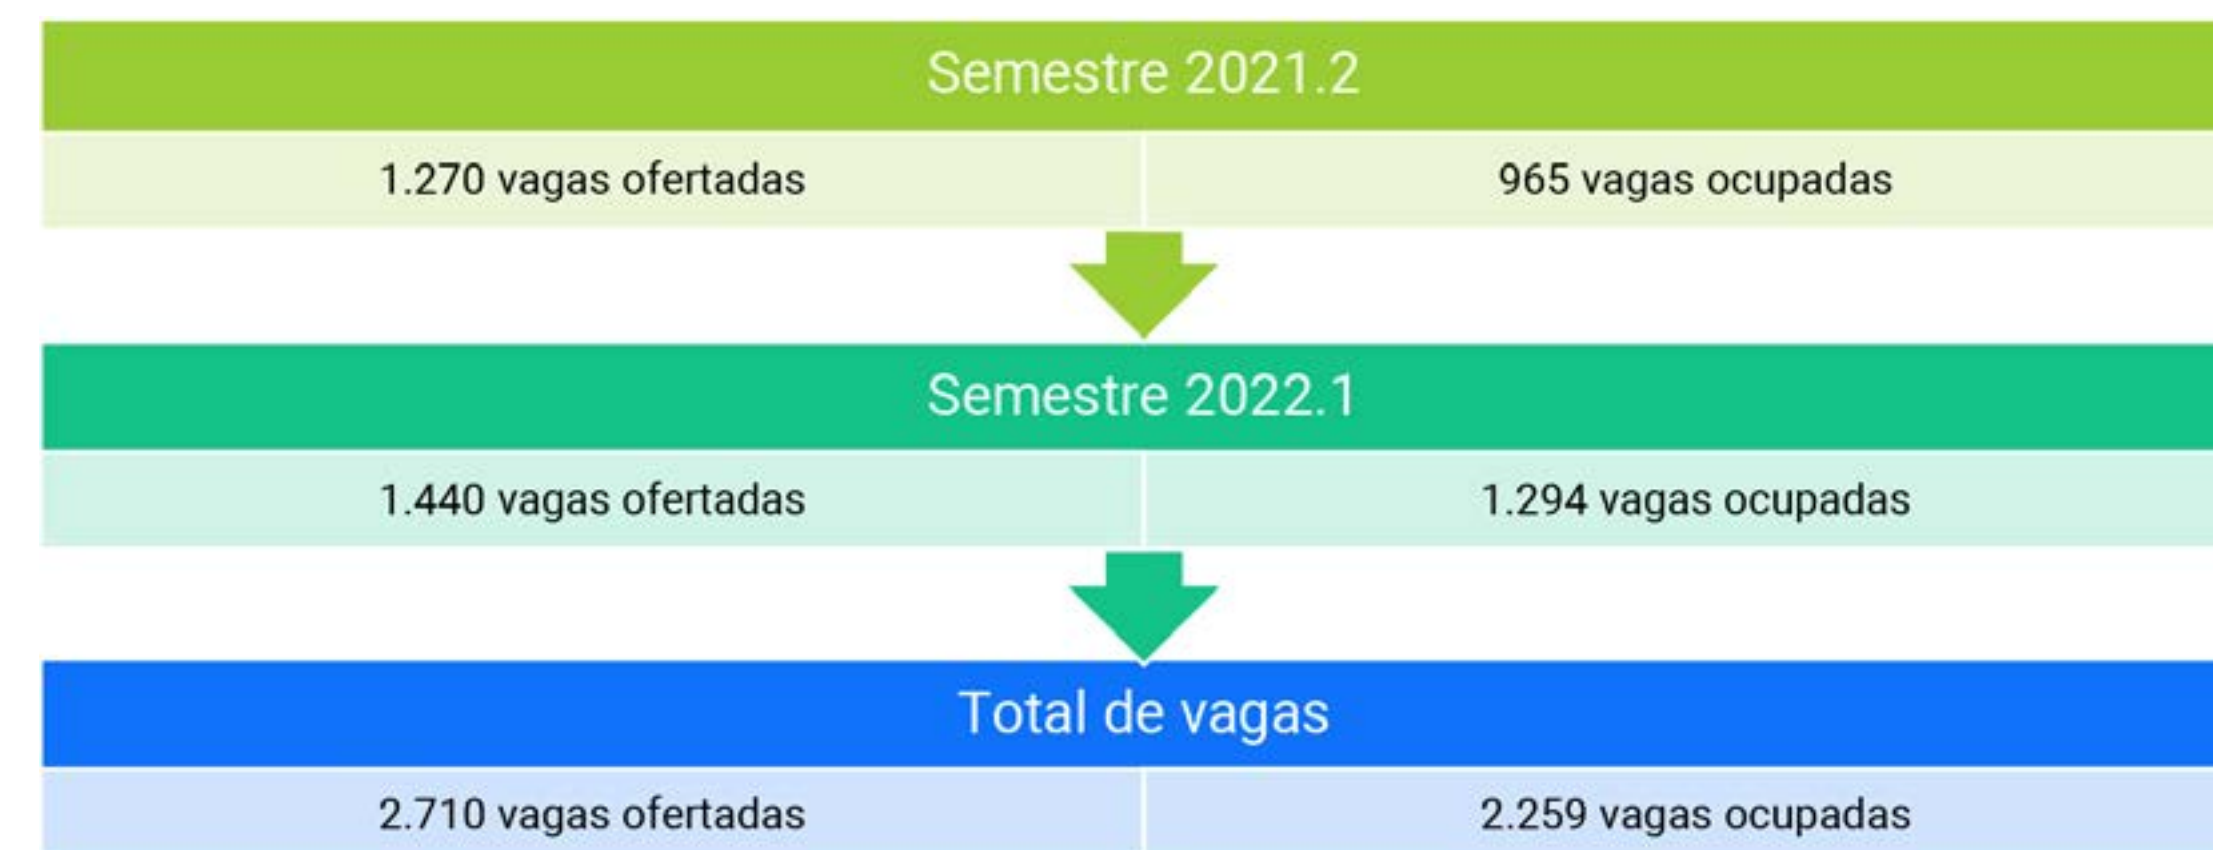 Semestre 2021.2
1.270 vagas ofertadas
965 vagas ocupadas
Semestre 2022.1
1.440 vagas ofertadas
1.294 vagas ocupadas
Total de vagas
2.710 vagas ofertadas
2.259 vagas ocupadas